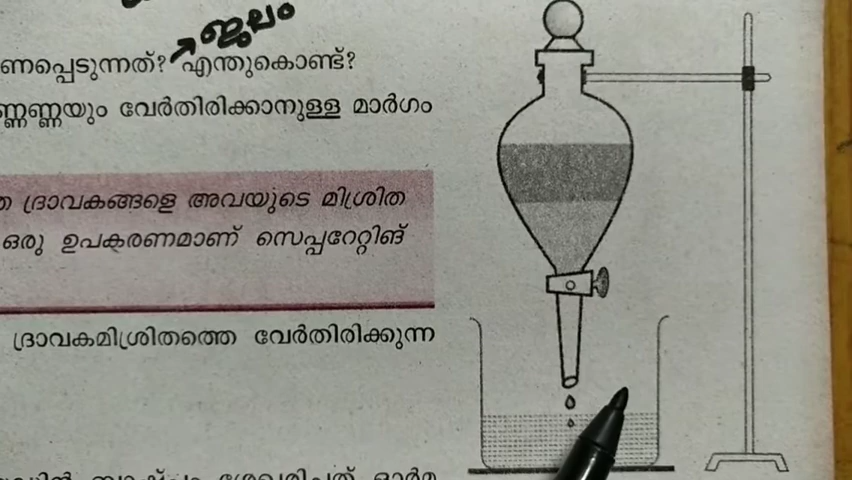 ജലം
ണപ്പെടുന്നത്? എന്തുകൊണ്ട്?
ണ്ണെണ്ണയും വേർതിരിക്കാനുള്ള മാർഗം
ദ്രാവകങ്ങളെ അവയുടെ മിശ്രിത
ഒരു ഉപകരണമാണ് സെപ്പറേറ്റിങ്
ദ്രാവകമിശ്രിതത്തെ വേർതിരിക്കുന്ന